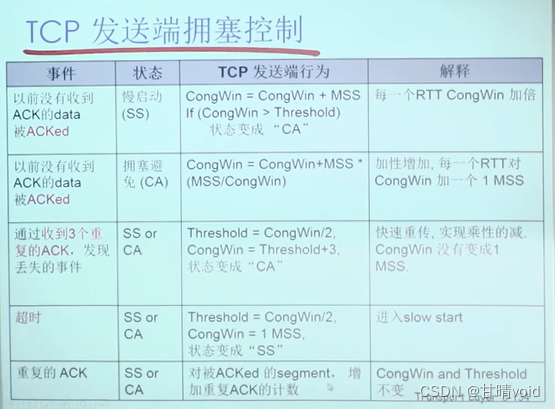 TCP 发送端拥塞控制
事件 状态 TCP 发送端行为 解释
以前没有收到
ACK的data
被ACKed
慢启动
(SS)
CongWin = CongWin + MSS
If (CongWin > Threshold)
状态变成 “CA”
每一个RTT CongWin 加倍
以前没有收到
ACK的data
被ACKed
拥塞避
免 (CA)
CongWin = CongWin+MSS *
(MSS/CongWin)
加性增加, 每一个RTT对
CongWin 加一个 1 MSS
通过收到3个重
复的ACK，发现
丢失的事件
SS or
CA
Threshold = CongWin/2,
CongWin = Threshold+3,
状态变成“CA”
快速重传, 实现乘性的减.
CongWin 没有变成1
MSS.
超时
SS or
CA
Threshold = CongWin/2,
CongWin = 1 MSS,
状态变成“SS”
进入slow start
重复的 ACK
SS or
CA
对被ACKed 的segment， 增
加重复ACK的计数
CongWin and Threshold
不变
Transport Layer
CSDN @甘晴void